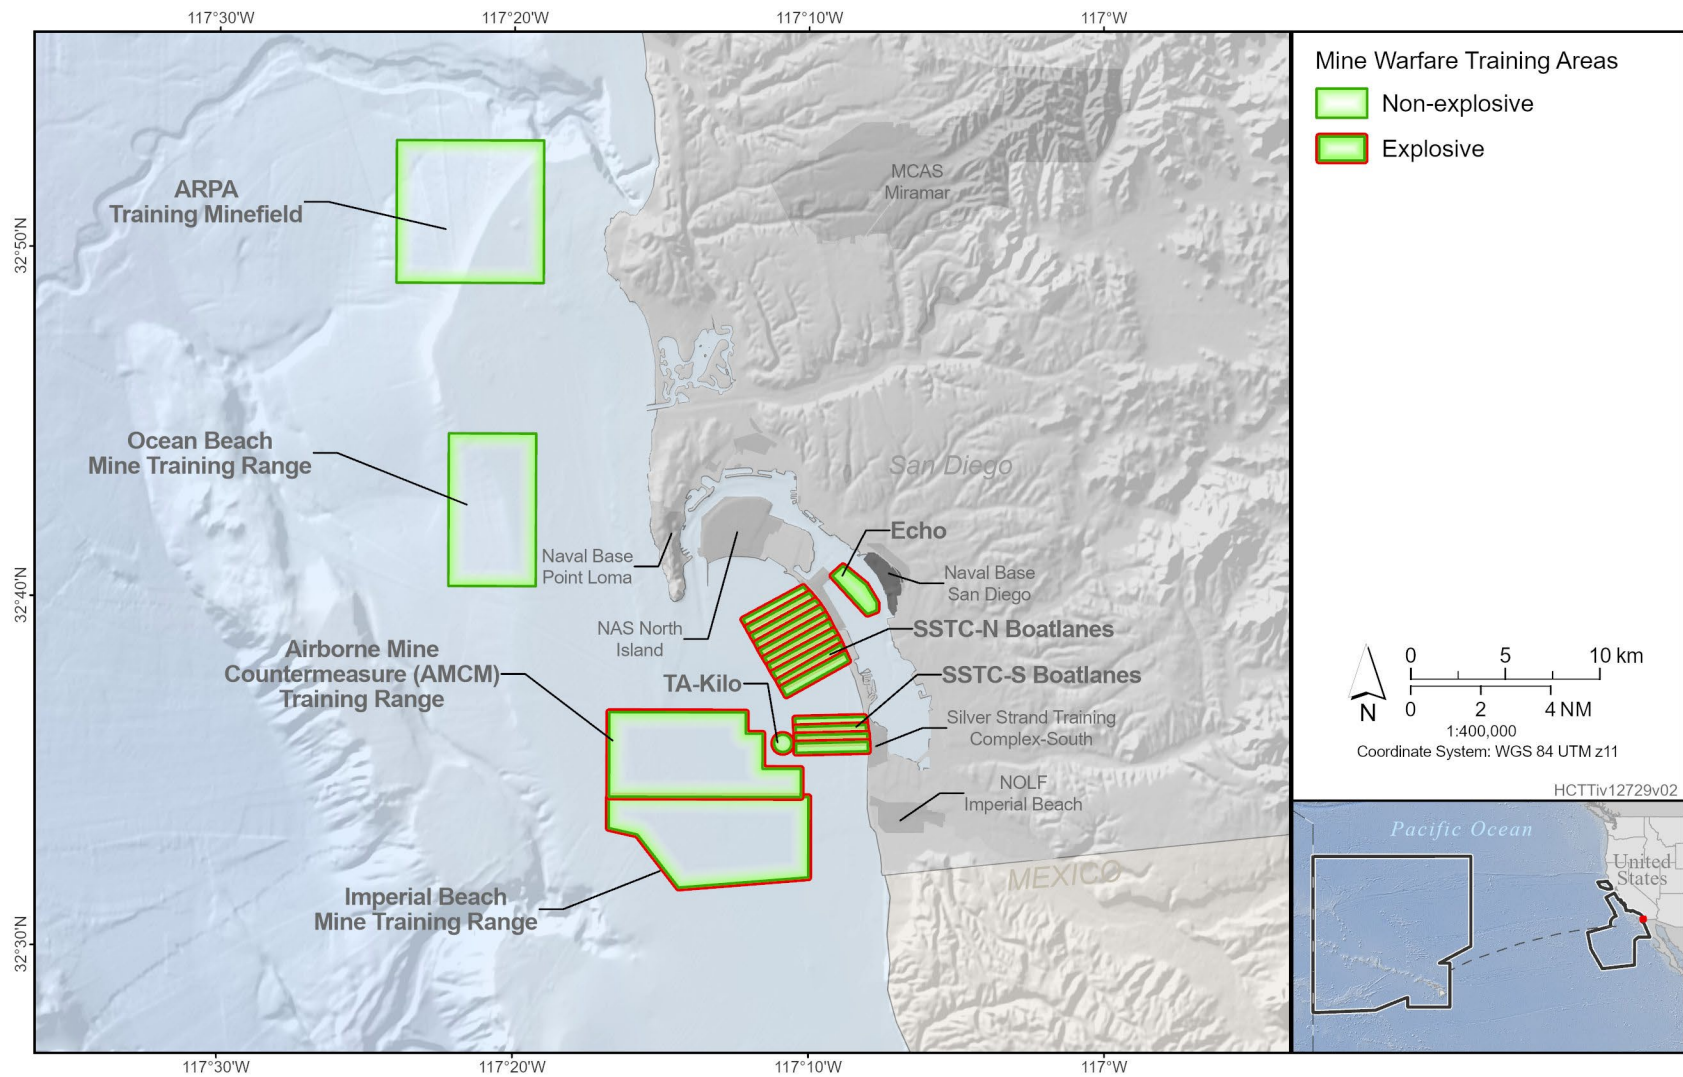 117°30'W
117°20'W
117°10'W
117°W
32°50'N
32°40'N
32°30'N
ARPA
Training Minefield
MCAS
Miramar
Ocean Beach
Mine Training Range
San Diego
Echo
Naval Base
Point Loma
Naval Base
San Diego
NAS North
Island
SSTC-N Boatlanes
Airborne Mine
Countermeasure (AMCM)
Training Range
TA-Kilo
SSTC-S Boatlanes
Silver Strand Training
Complex-South
NOLF
Imperial Beach
MEXICO
Imperial Beach
Mine Training Range
117°30'W
117°20'W
117°10'W
117°W
Mine Warfare Training Areas
Non-explosive
Explosive
N
0 5 10 km
0 2 4 NM
1:400,000
Coordinate System: WGS 84 UTM z11
HCTTiv12729v02
Pacific Ocean
United
States